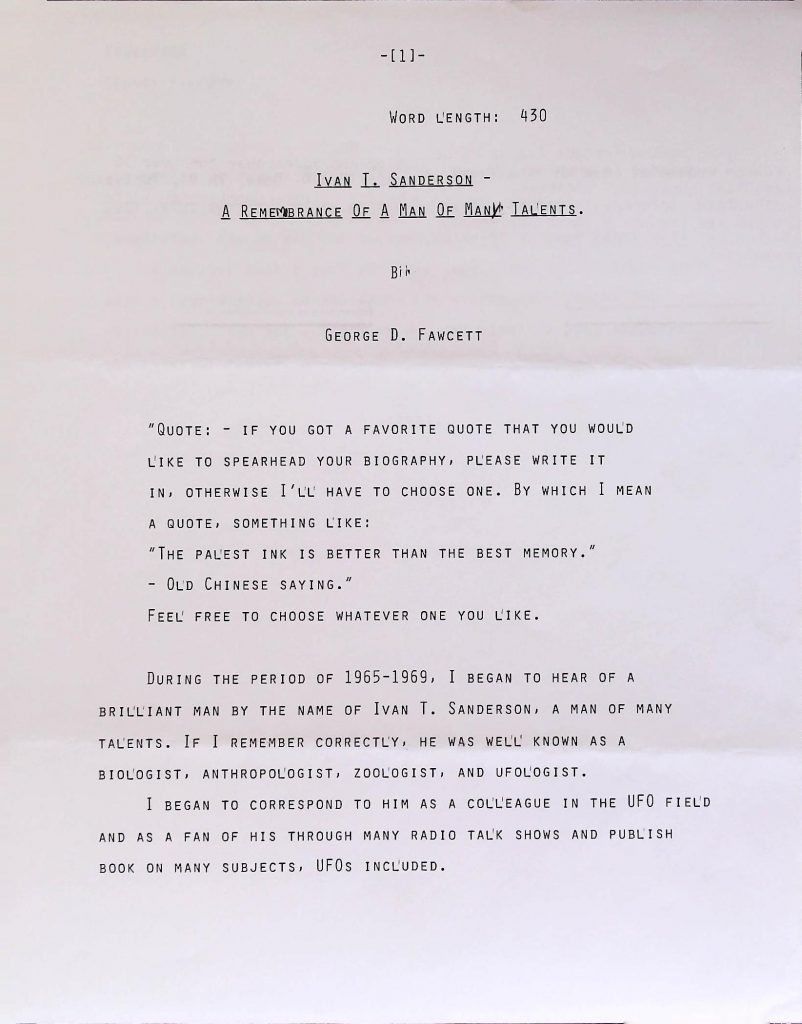 -[1]-
WORD LENGTH: 430
IVAN T. SANDERSON -
A REMEMBRANCE OF A MAN OF MANY TALENTS.
BY
GEORGE D. FAWCETT
"QUOTE: - IF YOU GOT A FAVORITE QUOTE THAT YOU WOULD
LIKE TO SPEARHEAD YOUR BIOGRAPHY, PLEASE WRITE IT
IN, OTHERWISE I'LL HAVE TO CHOOSE ONE. BY WHICH I MEAN
A QUOTE, SOMETHING LIKE:
"THE PALEST INK IS BETTER THAN THE BEST MEMORY."
- OLD CHINESE SAYING."
FEEL FREE TO CHOOSE WHATEVER ONE YOU LIKE.
DURING THE PERIOD OF 1965-1969, I BEGAN TO HEAR OF A
BRILLIANT MAN BY THE NAME OF IVAN T. SANDERSON, A MAN OF MANY
TALENTS. IF I REMEMBER CORRECTLY, HE WAS WELL KNOWN AS A
BIOLOGIST, ANTHROPOLOGIST, ZOOLOGIST, AND UFOLOGIST.
I BEGAN TO CORRESPOND TO HIM AS A COLLEAGUE IN THE UFO FIELD
AND AS A FAN OF HIS THROUGH MANY RADIO TALK SHOWS AND PUBLISH
BOOK ON MANY SUBJECTS, UFOS INCLUDED.